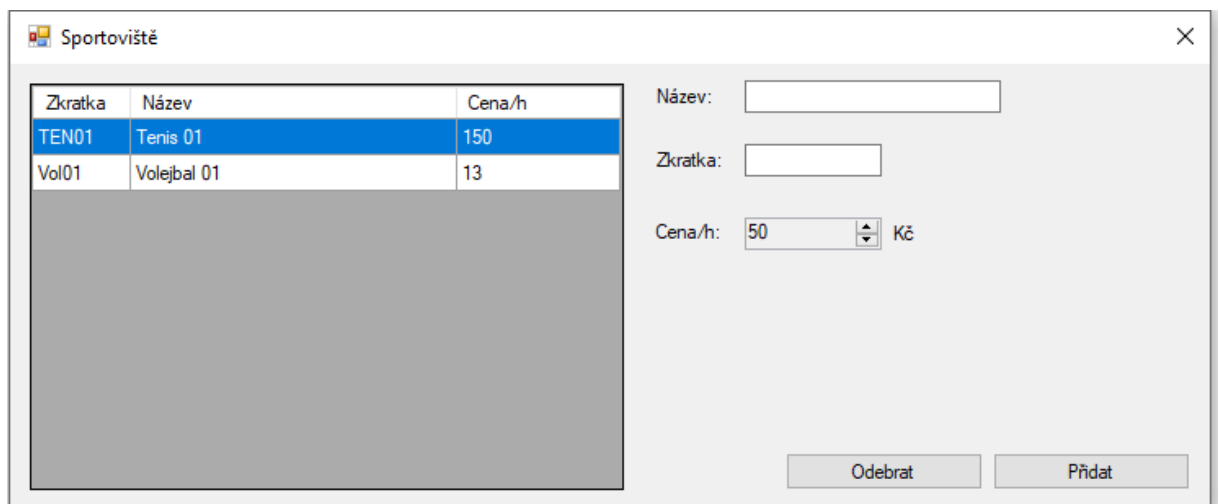 Sportoviště
Zkratka Název Cena/h
TEN01 Tenis 01 150
Vol01 Volejbal 01 13
Název:
Zkratka:
Cena/h: 50 Kč
Odebrat Přidat